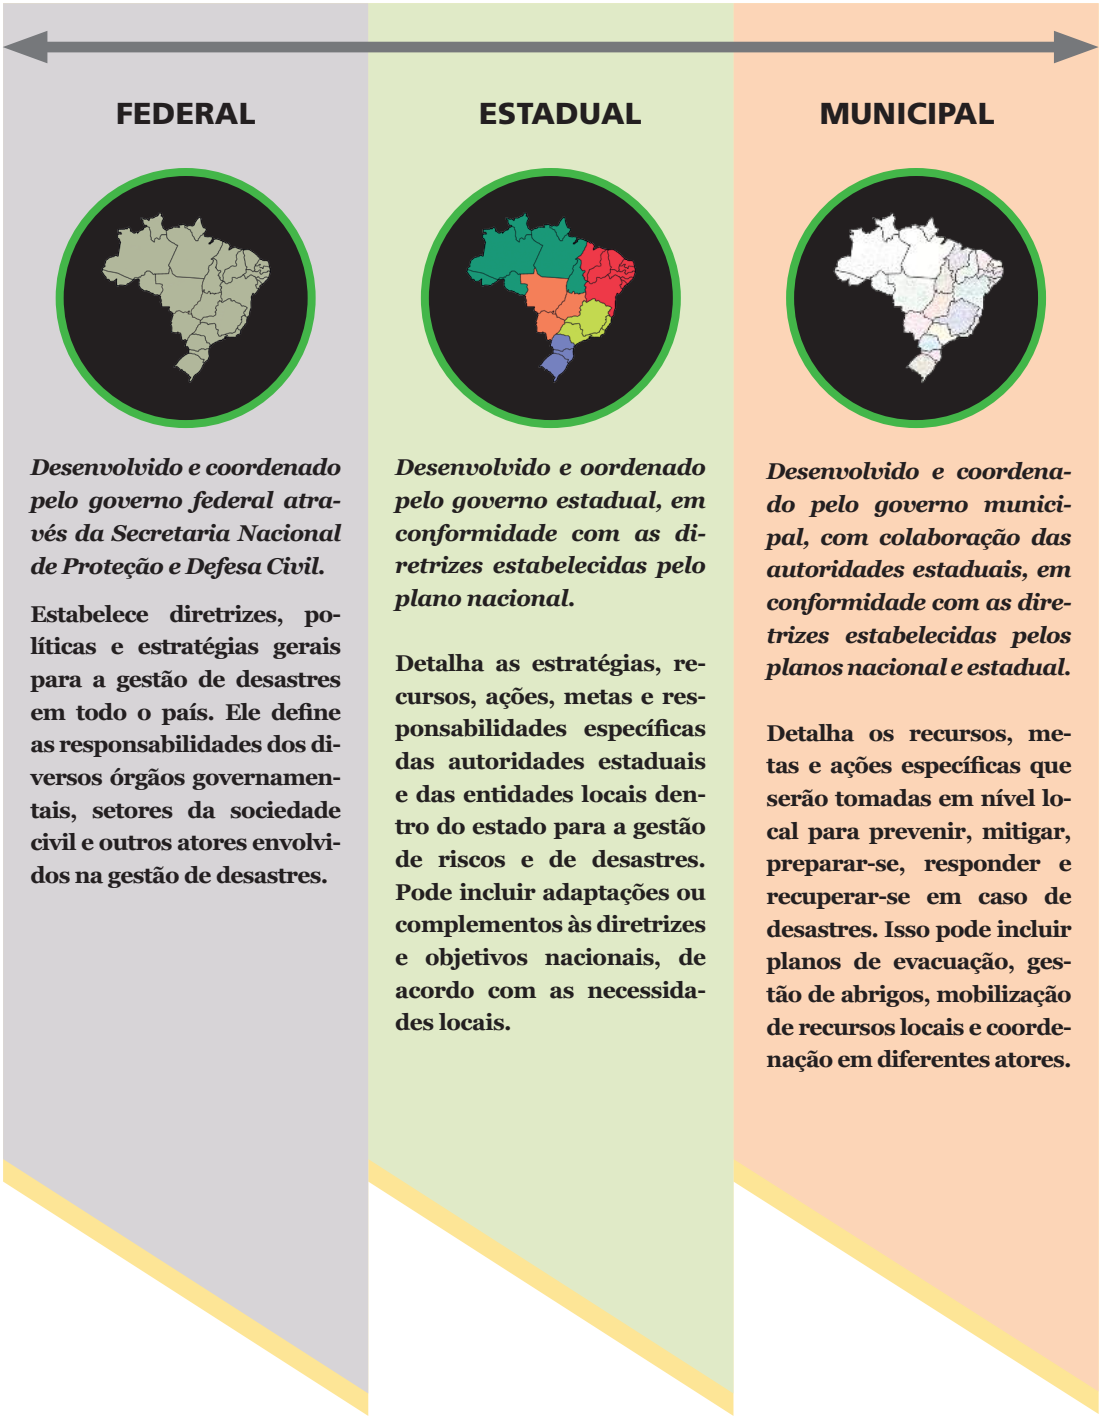 FEDERAL
Desenvolvido e coordenado
pelo governo federal atra-
vés da Secretaria Nacional
de Proteção e Defesa Civil.
Estabelece diretrizes, po-
líticas e estratégias gerais
para a gestão de desastres
em todo o país. Ele define
as responsabilidades dos di-
versos órgãos governamen-
tais, setores da sociedade
civil e outros atores envolvi-
dos na gestão de desastres.
ESTADUAL
Desenvolvido e oordenado
pelo governo estadual, em
conformidade com as di-
retrizes estabelecidas pelo
plano nacional.
Detalha as estratégias, re-
cursos, ações, metas e res-
ponsabilidades específicas
das autoridades estaduais
e das entidades locais den-
tro do estado para a gestão
de riscos e de desastres.
Pode incluir adaptações ou
complementos às diretrizes
e objetivos nacionais, de
acordo com as necessida-
des locais.
MUNICIPAL
Desenvolvido e coordena-
do pelo governo munici-
pal, com colaboração das
autoridades estaduais, em
conformidade com as dire-
trizes estabelecidas pelos
planos nacional e estadual.
Detalha os recursos, me-
tas e ações específicas que
serão tomadas em nível lo-
cal para prevenir, mitigar,
preparar-se, responder e
recuperar-se em caso de
desastres. Isso pode incluir
planos de evacuação, ges-
tão de abrigos, mobilização
de recursos locais e coorde-
nação em diferentes atores.